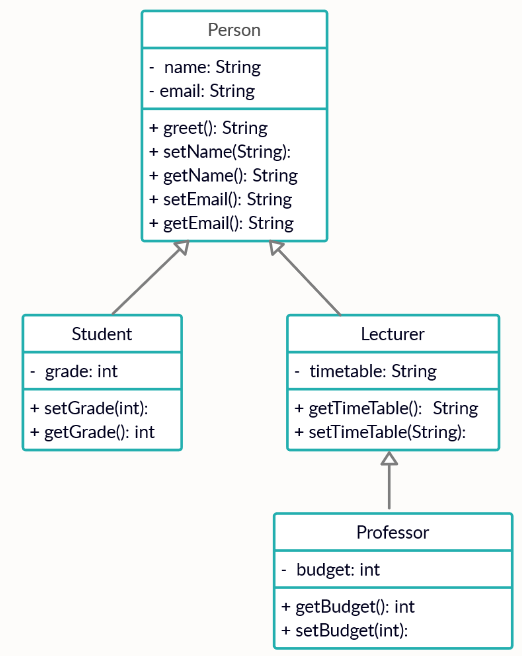 Person
- name: String
- email: String
+ greet(): String
+ setName(String):
+ getName(): String
+ setEmail(): String
+ getEmail(): String
Student
- grade: int
+ setGrade(int):
+ getGrade(): int
Lecturer
- timetable: String
+ getTimeTable(): String
+ setTimeTable(String):
Professor
- budget: int
+ getBudget(): int
+ setBudget(int):